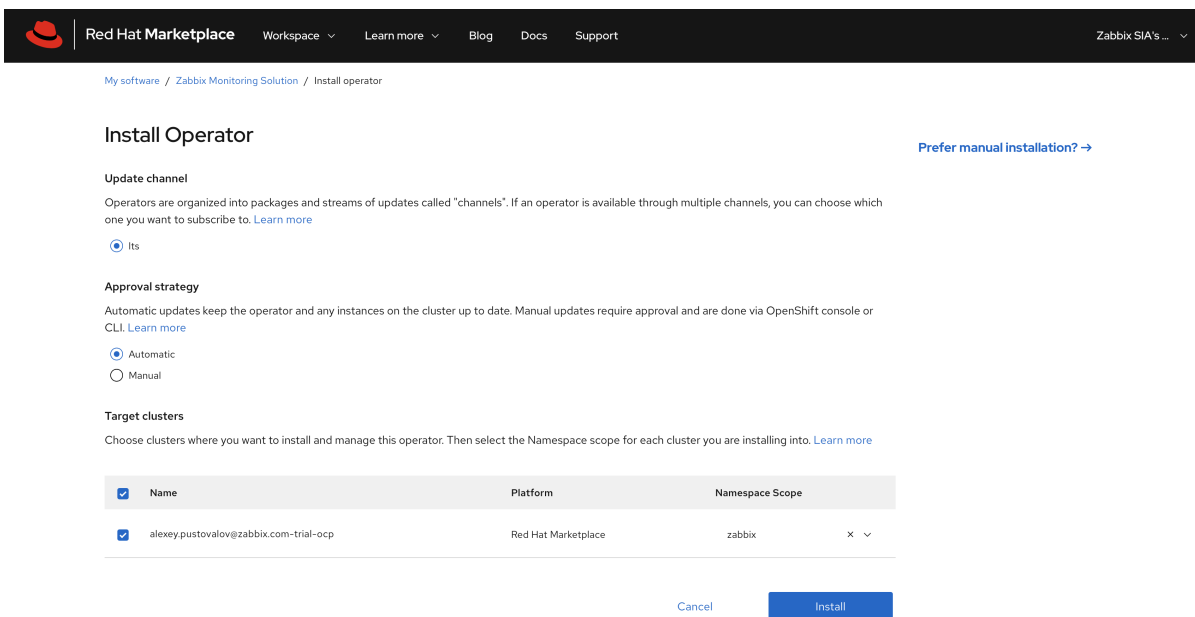 Red Hat Marketplace Workspace Learn more Blog Docs Support Zabbix SIA's ...
My software / Zabbix Monitoring Solution / Install operator
Install Operator
Prefer manual installation? →
Update channel
Operators are organized into packages and streams of updates called "channels". If an operator is available through multiple channels, you can choose which
one you want to subscribe to. Learn more
lts
Approval strategy
Automatic updates keep the operator and any instances on the cluster up to date. Manual updates require approval and are done via OpenShift console or
CLI. Learn more
Automatic
Manual
Target clusters
Choose clusters where you want to install and manage this operator. Then select the Namespace scope for each cluster you are installing into. Learn more
Name Platform Namespace Scope
alexey.pustovalov@zabbix.com-trial-ocp Red Hat Marketplace zabbix
Cancel Install